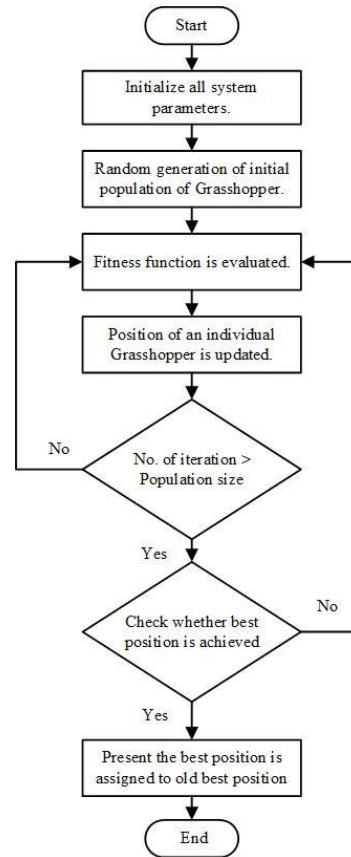 Start
Initialize all system
parameters.
Random generation of initial
population of Grasshopper.
Fitness function is evaluated.
Position of an individual
Grasshopper is updated.
No
No. of iteration >
Population size
Yes
Check whether best
position is achieved
No
Yes
Present the best position is
assigned to old best position
End